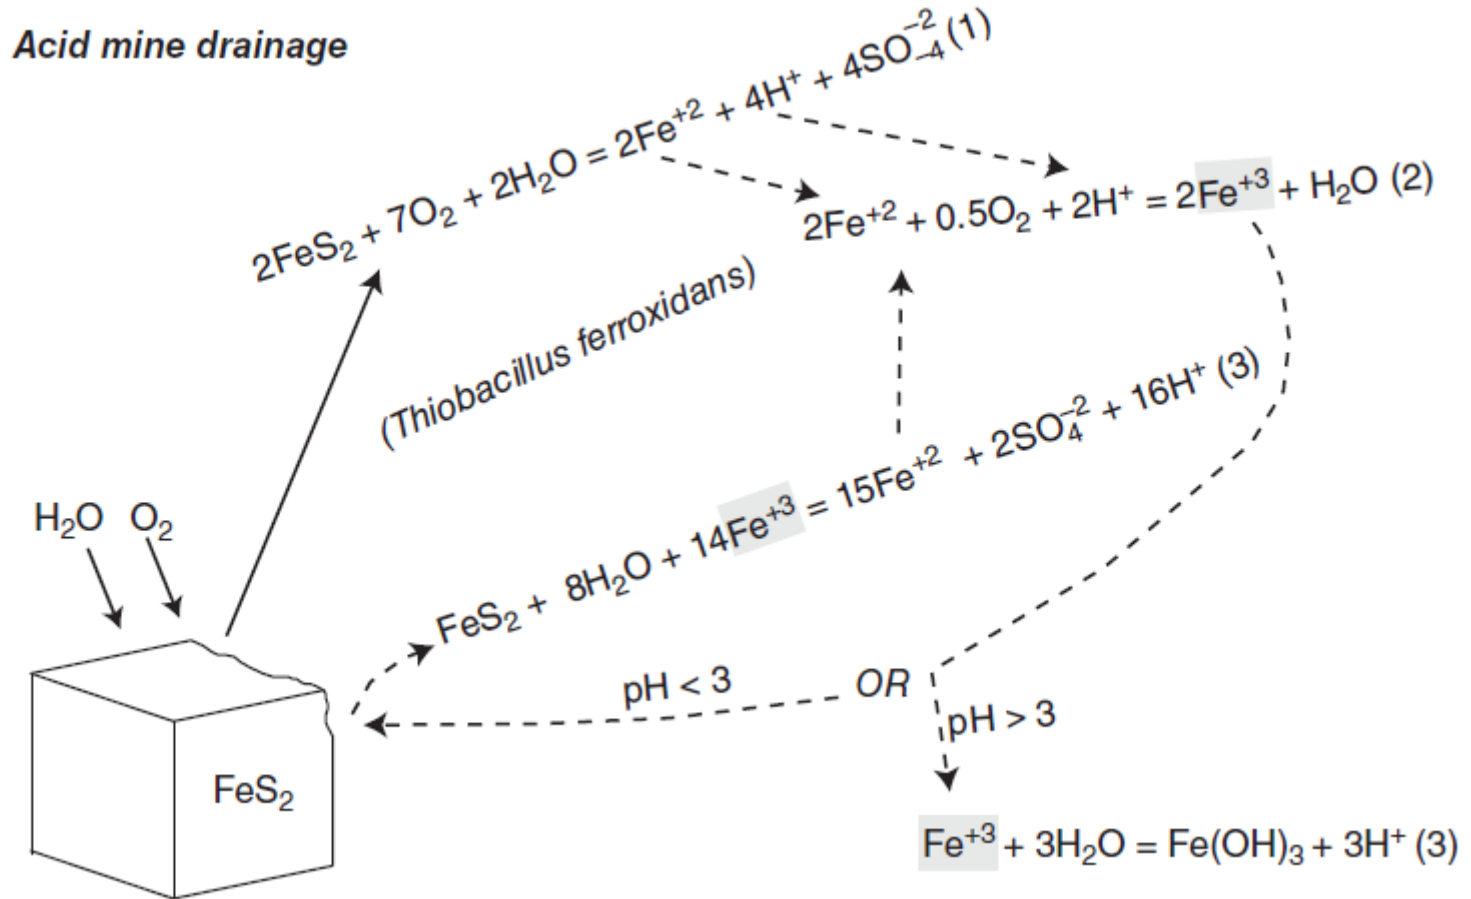 Acid mine drainage
2FeS₂ + 7O₂ + 2H₂O = 2Fe⁺² + 4H⁺ + 4SO₋₄⁻² (1)
2Fe⁺² + 0.5O₂ + 2H⁺ = 2Fe⁺³ + H₂O (2)
(Thiobacillus ferroxidans)
FeS₂ + 8H₂O + 14Fe⁺³ = 15Fe⁺² + 2SO₄⁻² + 16H⁺ (3)
H₂O O₂
pH < 3
OR
pH > 3
FeS₂
Fe⁺³ + 3H₂O = Fe(OH)₃ + 3H⁺ (3)